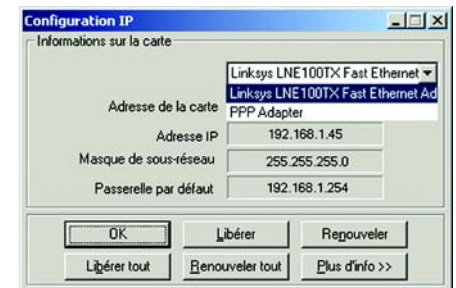 Configuration IP
Informations sur la carte
Linksys LNE100TX Fast Ethernet
Linksys LNE100TX Fast Ethernet Ad
PPP Adapter
Adresse de la carte
Adresse IP 192.168.1.45
Masque de sous-réseau 255.255.255.0
Passerelle par défaut 192.168.1.254
OK Libérer Renouveler
Libérer tout Renouveler tout Plus d'info >>